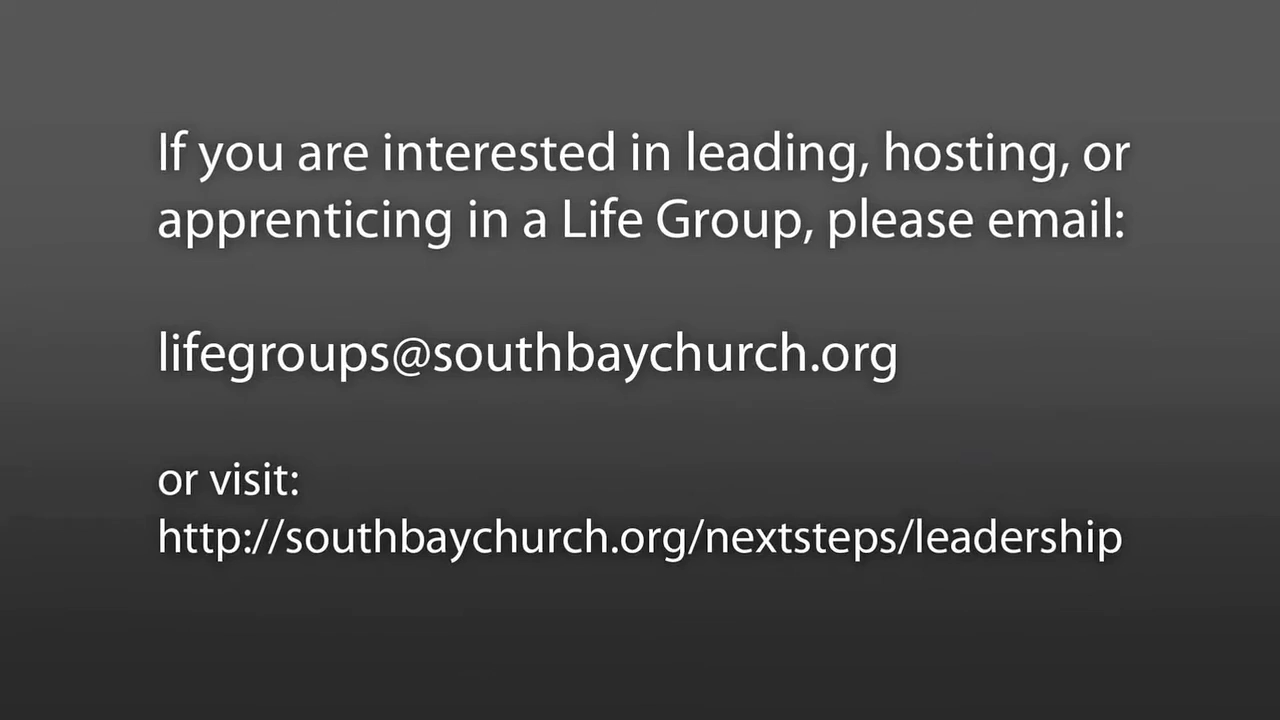 If you are interested in leading, hosting, or
apprenticing in a Life Group, please email:
lifegroups@southbaychurch.org
or visit:
http://southbaychurch.org/nextsteps/leadership